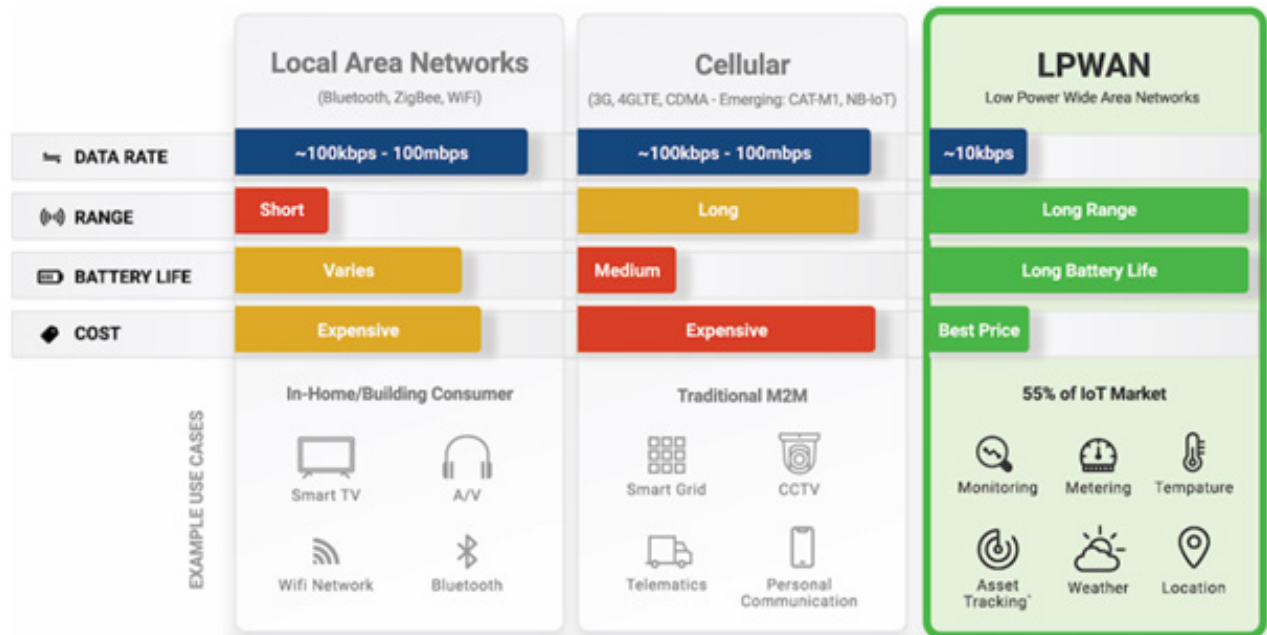 Local Area Networks
(Bluetooth, ZigBee, WiFi)
Cellular
(3G, 4GLTE, CDMA - Emerging: CAT-M1, NB-IoT)
LPWAN
Low Power Wide Area Networks
DATA RATE
~100kbps - 100mbps
~100kbps - 100mbps
~10kbps
RANGE
Short
Long
Long Range
BATTERY LIFE
Varies
Medium
Long Battery Life
COST
Expensive
Expensive
Best Price
EXAMPLE USE CASES
In-Home/Building Consumer
Smart TV
A/V
Wifi Network
Bluetooth
Traditional M2M
Smart Grid
CCTV
Telematics
Personal
Communication
55% of IoT Market
Monitoring
Metering
Tempature
Asset
Tracking*
Weather
Location